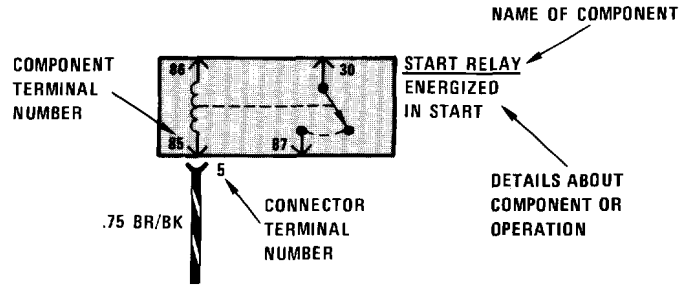 NAME OF COMPONENT
COMPONENT
TERMINAL
NUMBER
86
30
85
87
START RELAY
ENERGIZED
IN START
5
.75 BR/BK
CONNECTOR
TERMINAL
NUMBER
DETAILS ABOUT
COMPONENT OR
OPERATION